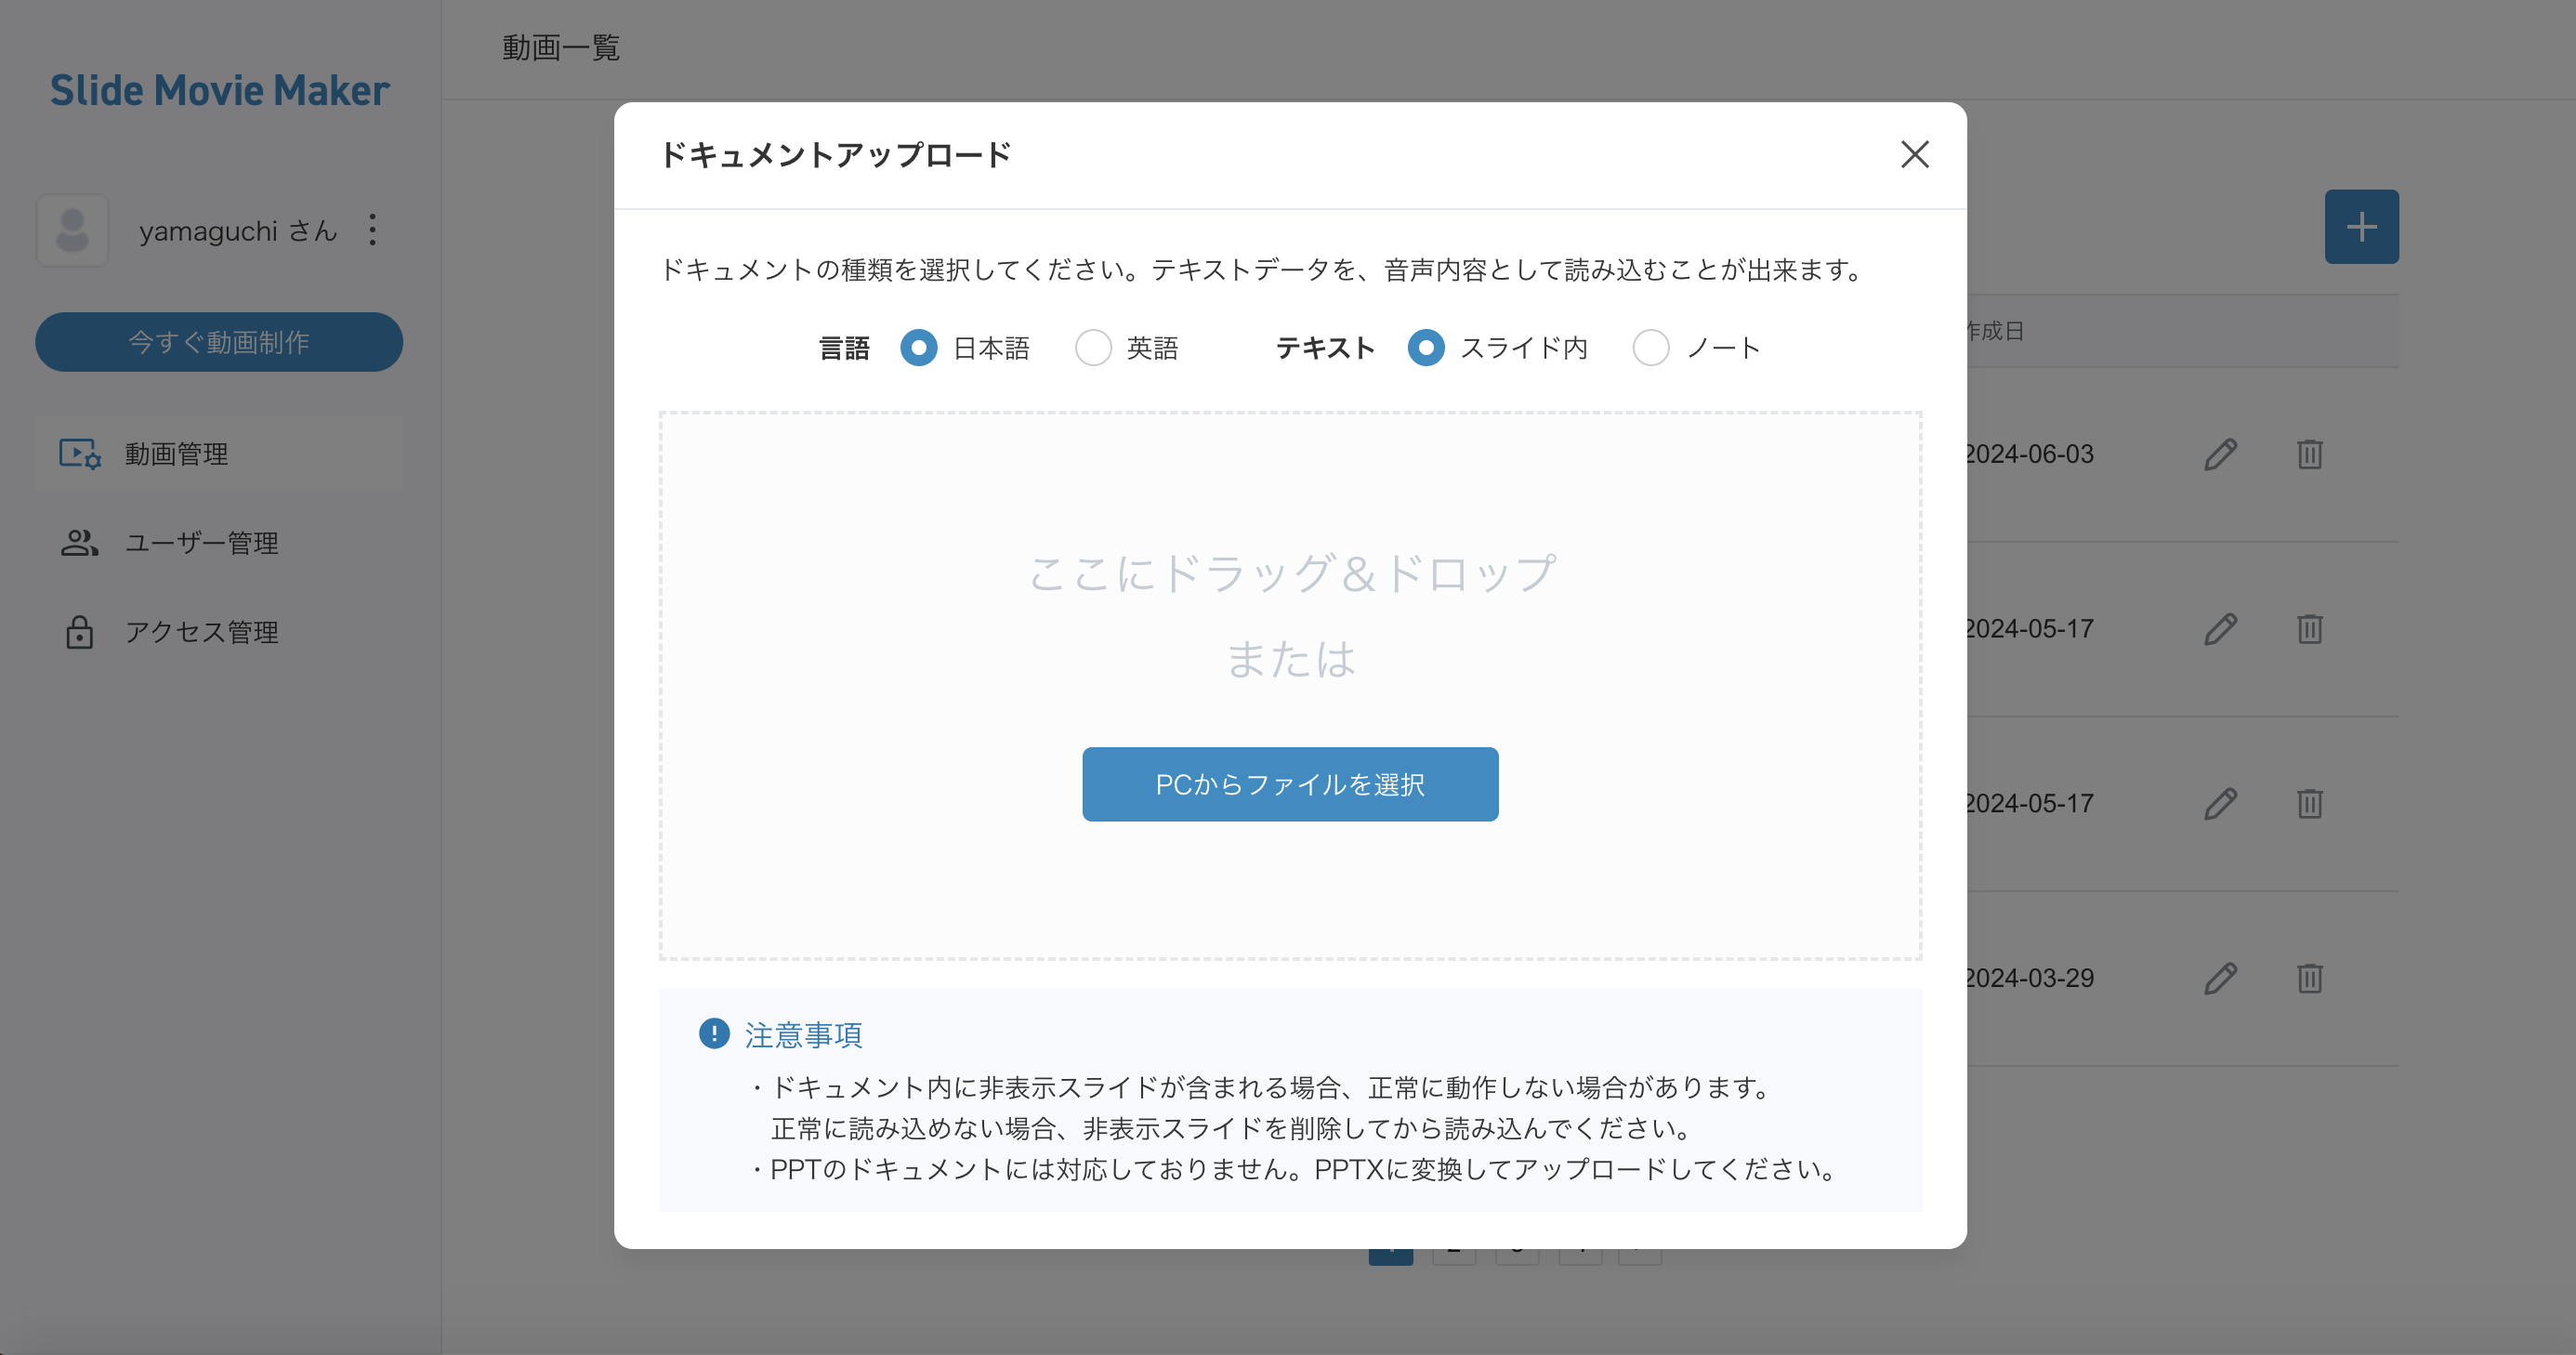 Slide Movie Maker
yamaguchi さん
今すぐ動画制作
動画管理
ユーザー管理
アクセス管理
動画一覧
ドキュメントアップロード
ドキュメントの種類を選択してください。テキストデータを、音声内容として読み込むことが出来ます。
言語 日本語 英語 テキスト スライド内 ノート
ここにドラッグ&ドロップ
または
PCからファイルを選択
注意事項
・ドキュメント内に非表示スライドが含まれる場合、正常に動作しない場合があります。
正常に読み込めない場合、非表示スライドを削除してから読み込んでください。
・PPTのドキュメントには対応しておりません。PPTXに変換してアップロードしてください。
作成日
2024-06-03
2024-05-17
2024-05-17
2024-03-29